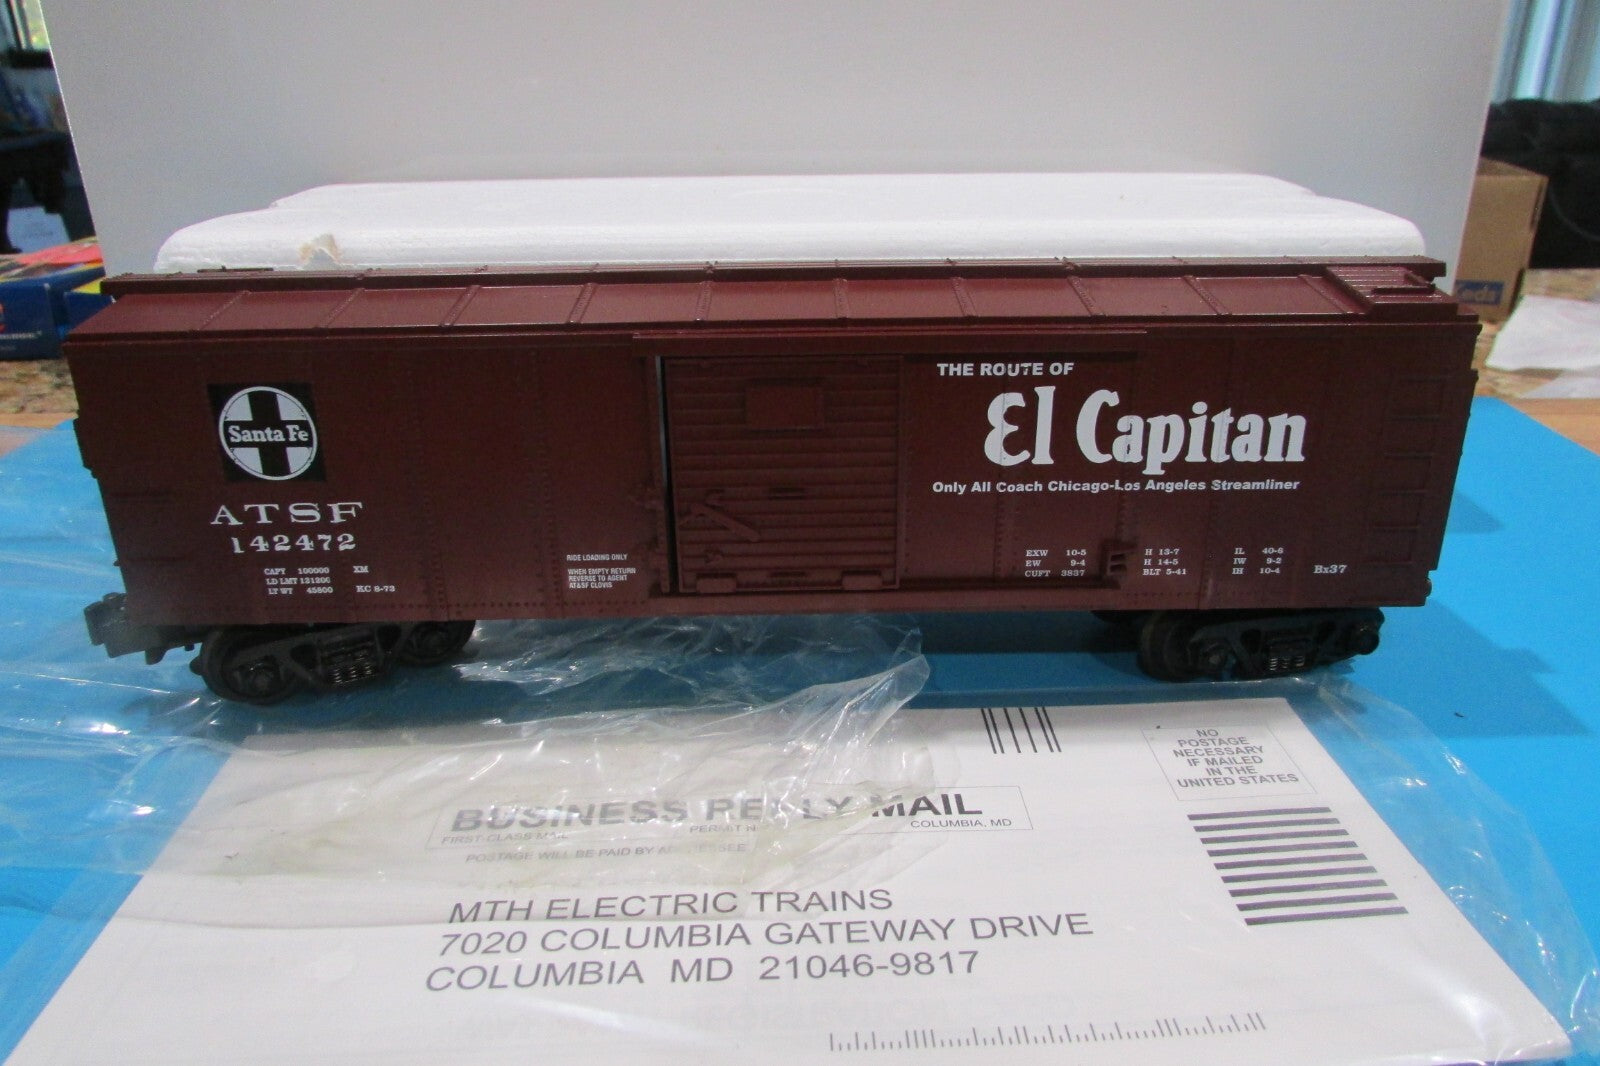 Santa Fe
ATSF
142472
CAPY 100000 XM
LD LMT 121200
LT WT 45800 KC 8-73
RIDE LOADING ONLY
WHEN EMPTY RETURN
REVERSE TO AGENT
AT&SF CLOVIS
THE ROUTE OF
El Capitan
Only All Coach Chicago-Los Angeles Streamliner
EXW 10-5 H 13-7 IL 40-6
EW 9-4 H 14-5 IW 9-2
CUFT 3837 BLT 5-41 IH 10-4 Bx37
NO
POSTAGE
NECESSARY
IF MAILED
IN THE
UNITED STATES
BUSINESS REPLY MAIL
FIRST-CLASS MAIL PERMIT COLUMBIA, MD
POSTAGE WILL BE PAID BY ADDRESSEE
MTH ELECTRIC TRAINS
7020 COLUMBIA GATEWAY DRIVE
COLUMBIA MD 21046-9817
Keds